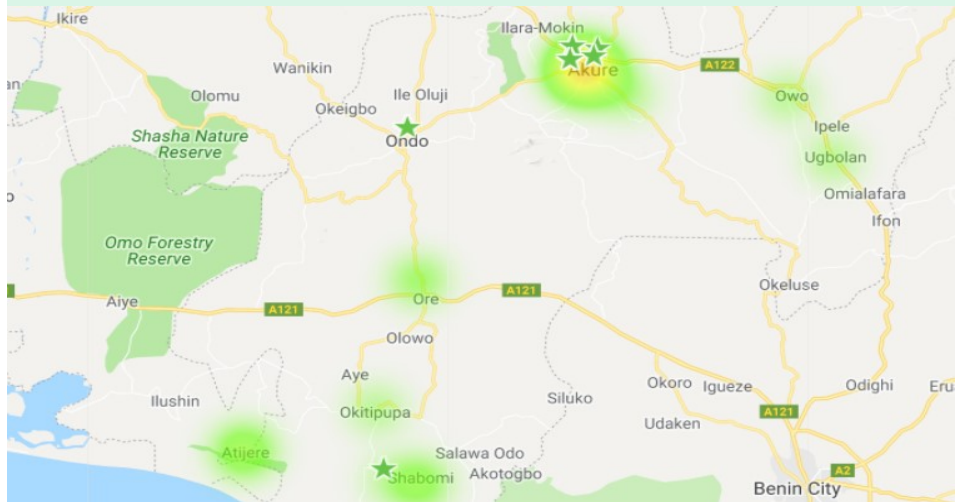 Ikire
Ilara-Mokin
Wanikin
Akure
A122
Olomu
Ile Oluji
Okeigbo
Owo
Shasha Nature
Reserve
Ondo
Ipele
Ugbolan
Omialafara
Ifon
Omo Forestry
Reserve
Okeluse
Aiye
A121
Ore
A121
Olowo
Aye
Okoro
Igueze
Odighi
Eru
Ilushin
Okitipupa
Siluko
A121
Udaken
Atijere
Salawa Odo
Shabomi
Akotogbo
A2
Benin City